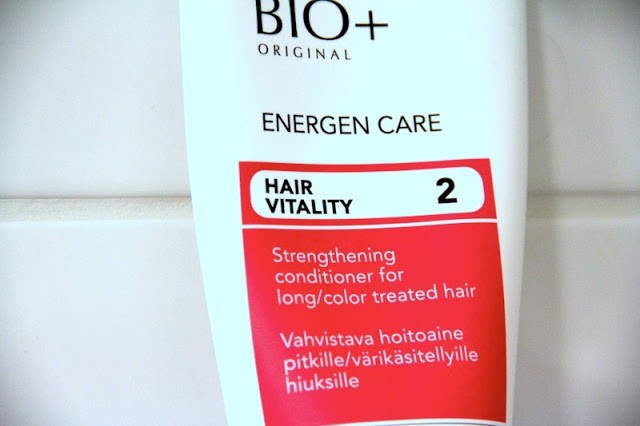 BIO+
ORIGINAL
ENERGEN CARE
HAIR
VITALITY
2
Strengthening
conditioner for
long/color treated hair
Vahvistava hoitoaine
pitkille/värikäsitellyille
hiuksille